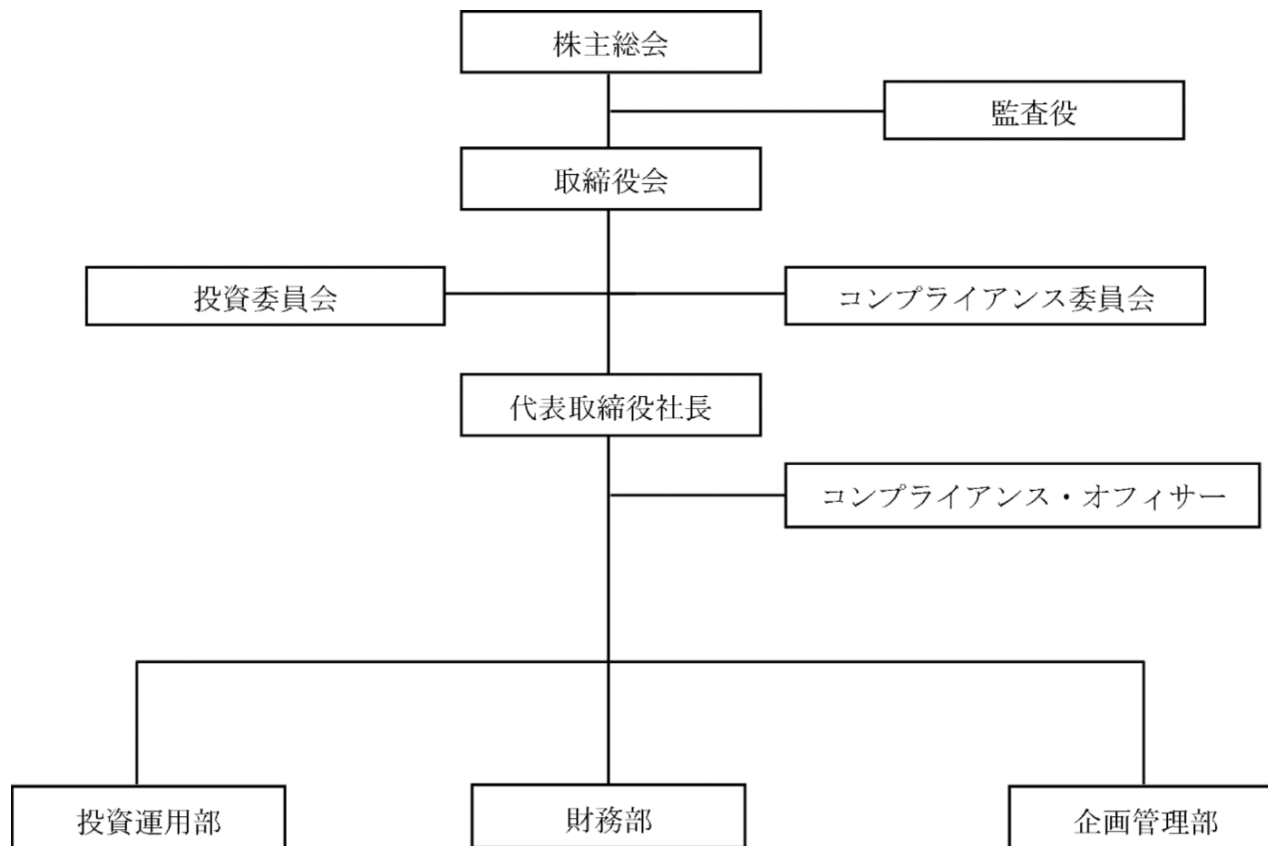 株主総会
監査役
取締役会
投資委員会
コンプライアンス委員会
代表取締役社長
コンプライアンス・オフィサー
投資運用部
財務部
企画管理部